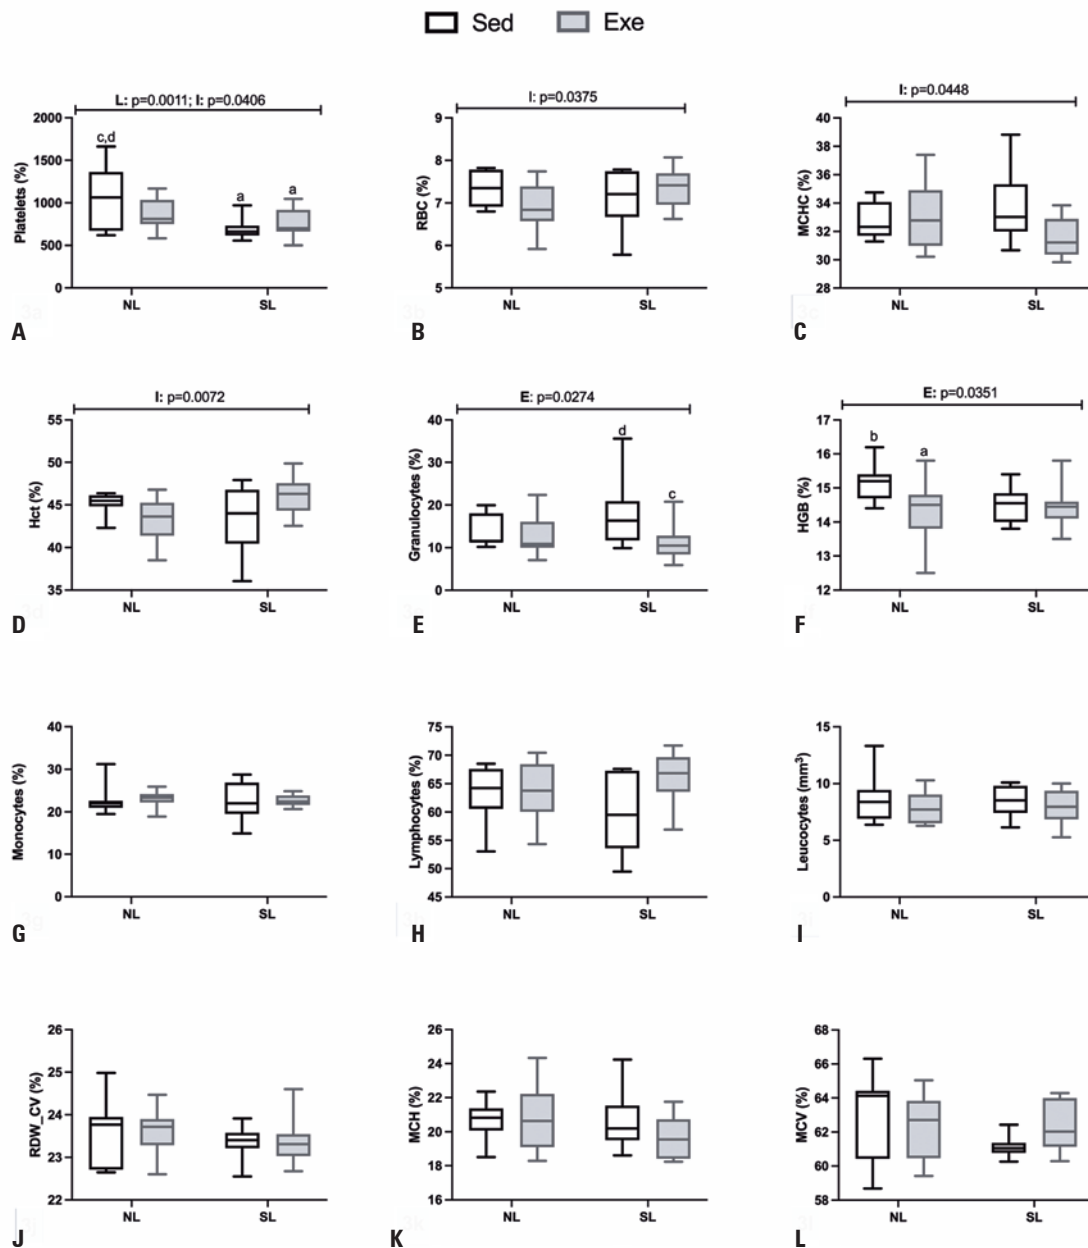 Sed Exe
L: p=0.0011; I: p=0.0406
Platelets (%)
2000
1500
1000
500
0
c,d
a
a
NL SL
A
I: p=0.0375
RBC (%)
9
8
7
6
5
NL SL
B
I: p=0.0448
MCHC (%)
40
38
36
34
32
30
28
NL SL
C
I: p=0.0072
Hct (%)
55
50
45
40
35
NL SL
D
E: p=0.0274
Granulocytes (%)
40
30
20
10
0
d
c
NL SL
E
E: p=0.0351
HGB (%)
17
16
15
14
13
12
b
a
NL SL
F
Monocytes (%)
40
30
20
10
0
NL SL
G
Lymphocytes (%)
75
70
65
60
55
50
45
NL SL
H
Leucocytes (mm³)
15
10
5
0
NL SL
I
RDW_CV (%)
26
25
24
23
22
NL SL
J
MCH (%)
26
24
22
20
18
16
NL SL
K
MCV (%)
68
66
64
62
60
58
NL SL
L